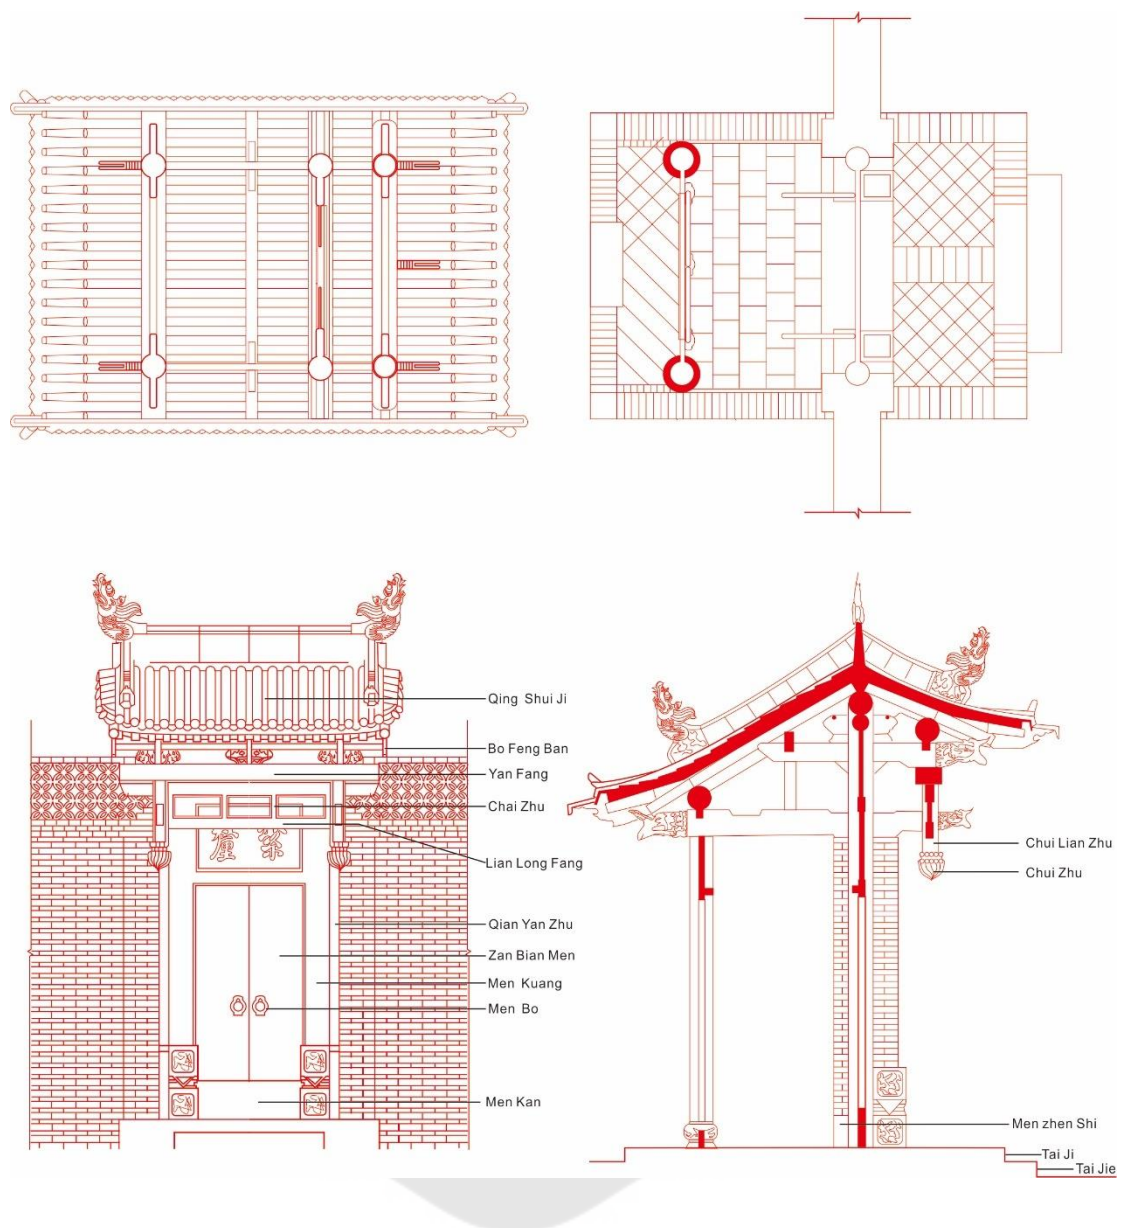 Qing Shui Ji
Bo Feng Ban
Yan Fang
Chai Zhu
Lian Long Fang
Qian Yan Zhu
Zan Bian Men
Men Kuang
Men Bo
Men Kan
Chui Lian Zhu
Chui Zhu
Men zhen Shi
Tai Ji
Tai Jie